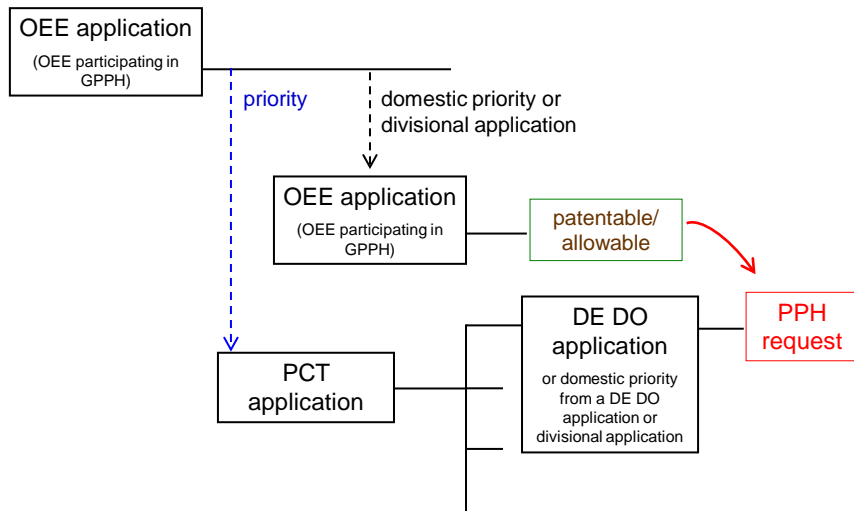 OEE application
(OEE participating in
GPPH)
priority
domestic priority or
divisional application
OEE application
(OEE participating in
GPPH)
patentable/
allowable
DE DO
application
or domestic priority
from a DE DO
application or
divisional application
PPH
request
PCT
application